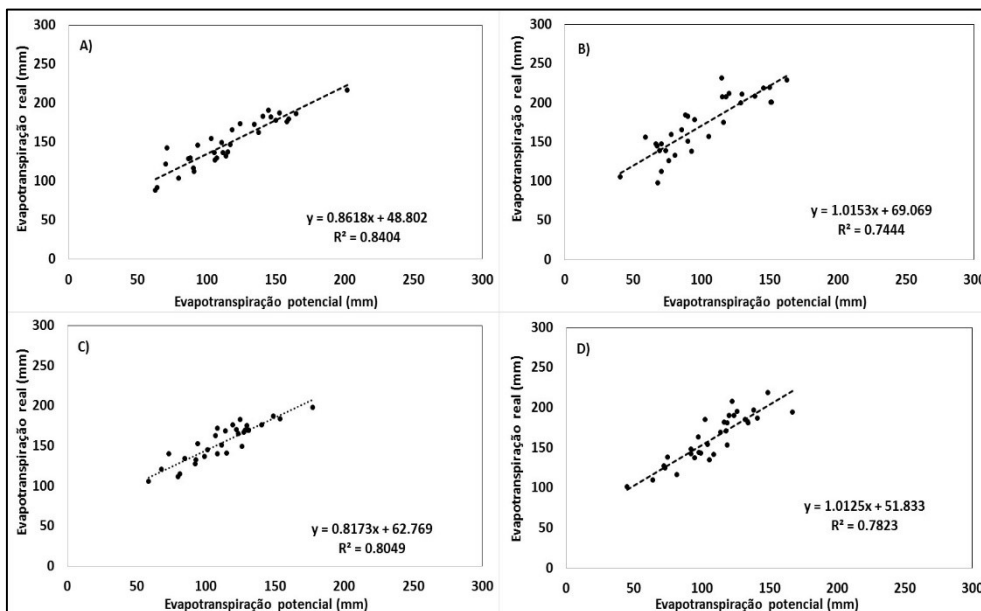 A)
Evapotranspiração real (mm)
300
250
200
150
100
50
0
y = 0.8618x + 48.802
R² = 0.8404
0 50 100 150 200 250 300
Evapotranspiração potencial (mm)
B)
Evapotranspiração real (mm)
300
250
200
150
100
50
0
y = 1.0153x + 69.069
R² = 0.7444
0 50 100 150 200 250 300
Evapotranspiração potencial (mm)
C)
Evapotranspiração real (mm)
300
250
200
150
100
50
0
y = 0.8173x + 62.769
R² = 0.8049
0 50 100 150 200 250 300
Evapotranspiração potencial (mm)
D)
Evapotranspiração real (mm)
300
250
200
150
100
50
0
y = 1.0125x + 51.833
R² = 0.7823
0 50 100 150 200 250 300
Evapotranspiração potencial (mm)